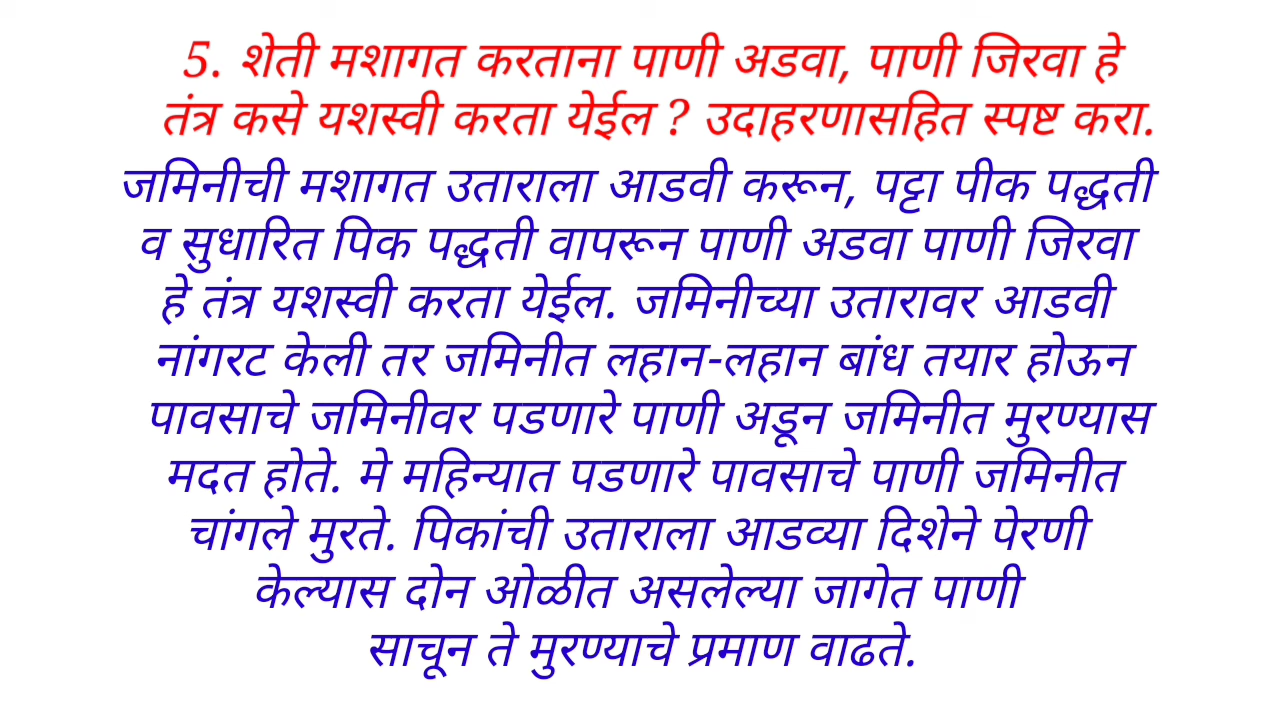 5. शेती मशागत करताना पाणी अडवा, पाणी जिरवा हे
तंत्र कसे यशस्वी करता येईल ? उदाहरणासहित स्पष्ट करा.
जमिनीची मशागत उताराला आडवी करून, पट्टा पीक पद्धती
व सुधारित पिक पद्धती वापरून पाणी अडवा पाणी जिरवा
हे तंत्र यशस्वी करता येईल. जमिनीच्या उतारावर आडवी
नांगरट केली तर जमिनीत लहान-लहान बांध तयार होऊन
पावसाचे जमिनीवर पडणारे पाणी अडून जमिनीत मुरण्यास
मदत होते. मे महिन्यात पडणारे पावसाचे पाणी जमिनीत
चांगले मुरते. पिकांची उताराला आडव्या दिशेने पेरणी
केल्यास दोन ओळीत असलेल्या जागेत पाणी
साचून ते मुरण्याचे प्रमाण वाढते.